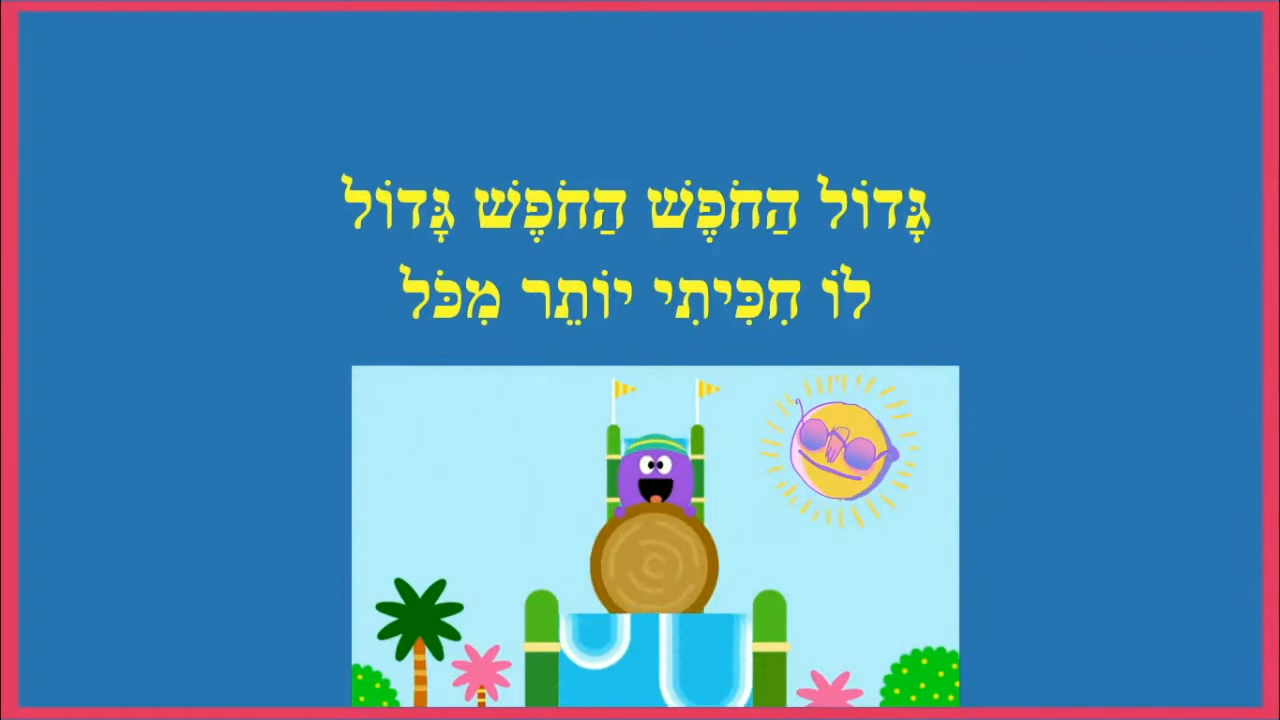 גָּדוֹל הַחֹפֶשׁ הַחֹפֶשׁ גָּדוֹל
לוֹ חִכִּיתִי יוֹתֵר מִכֹּל